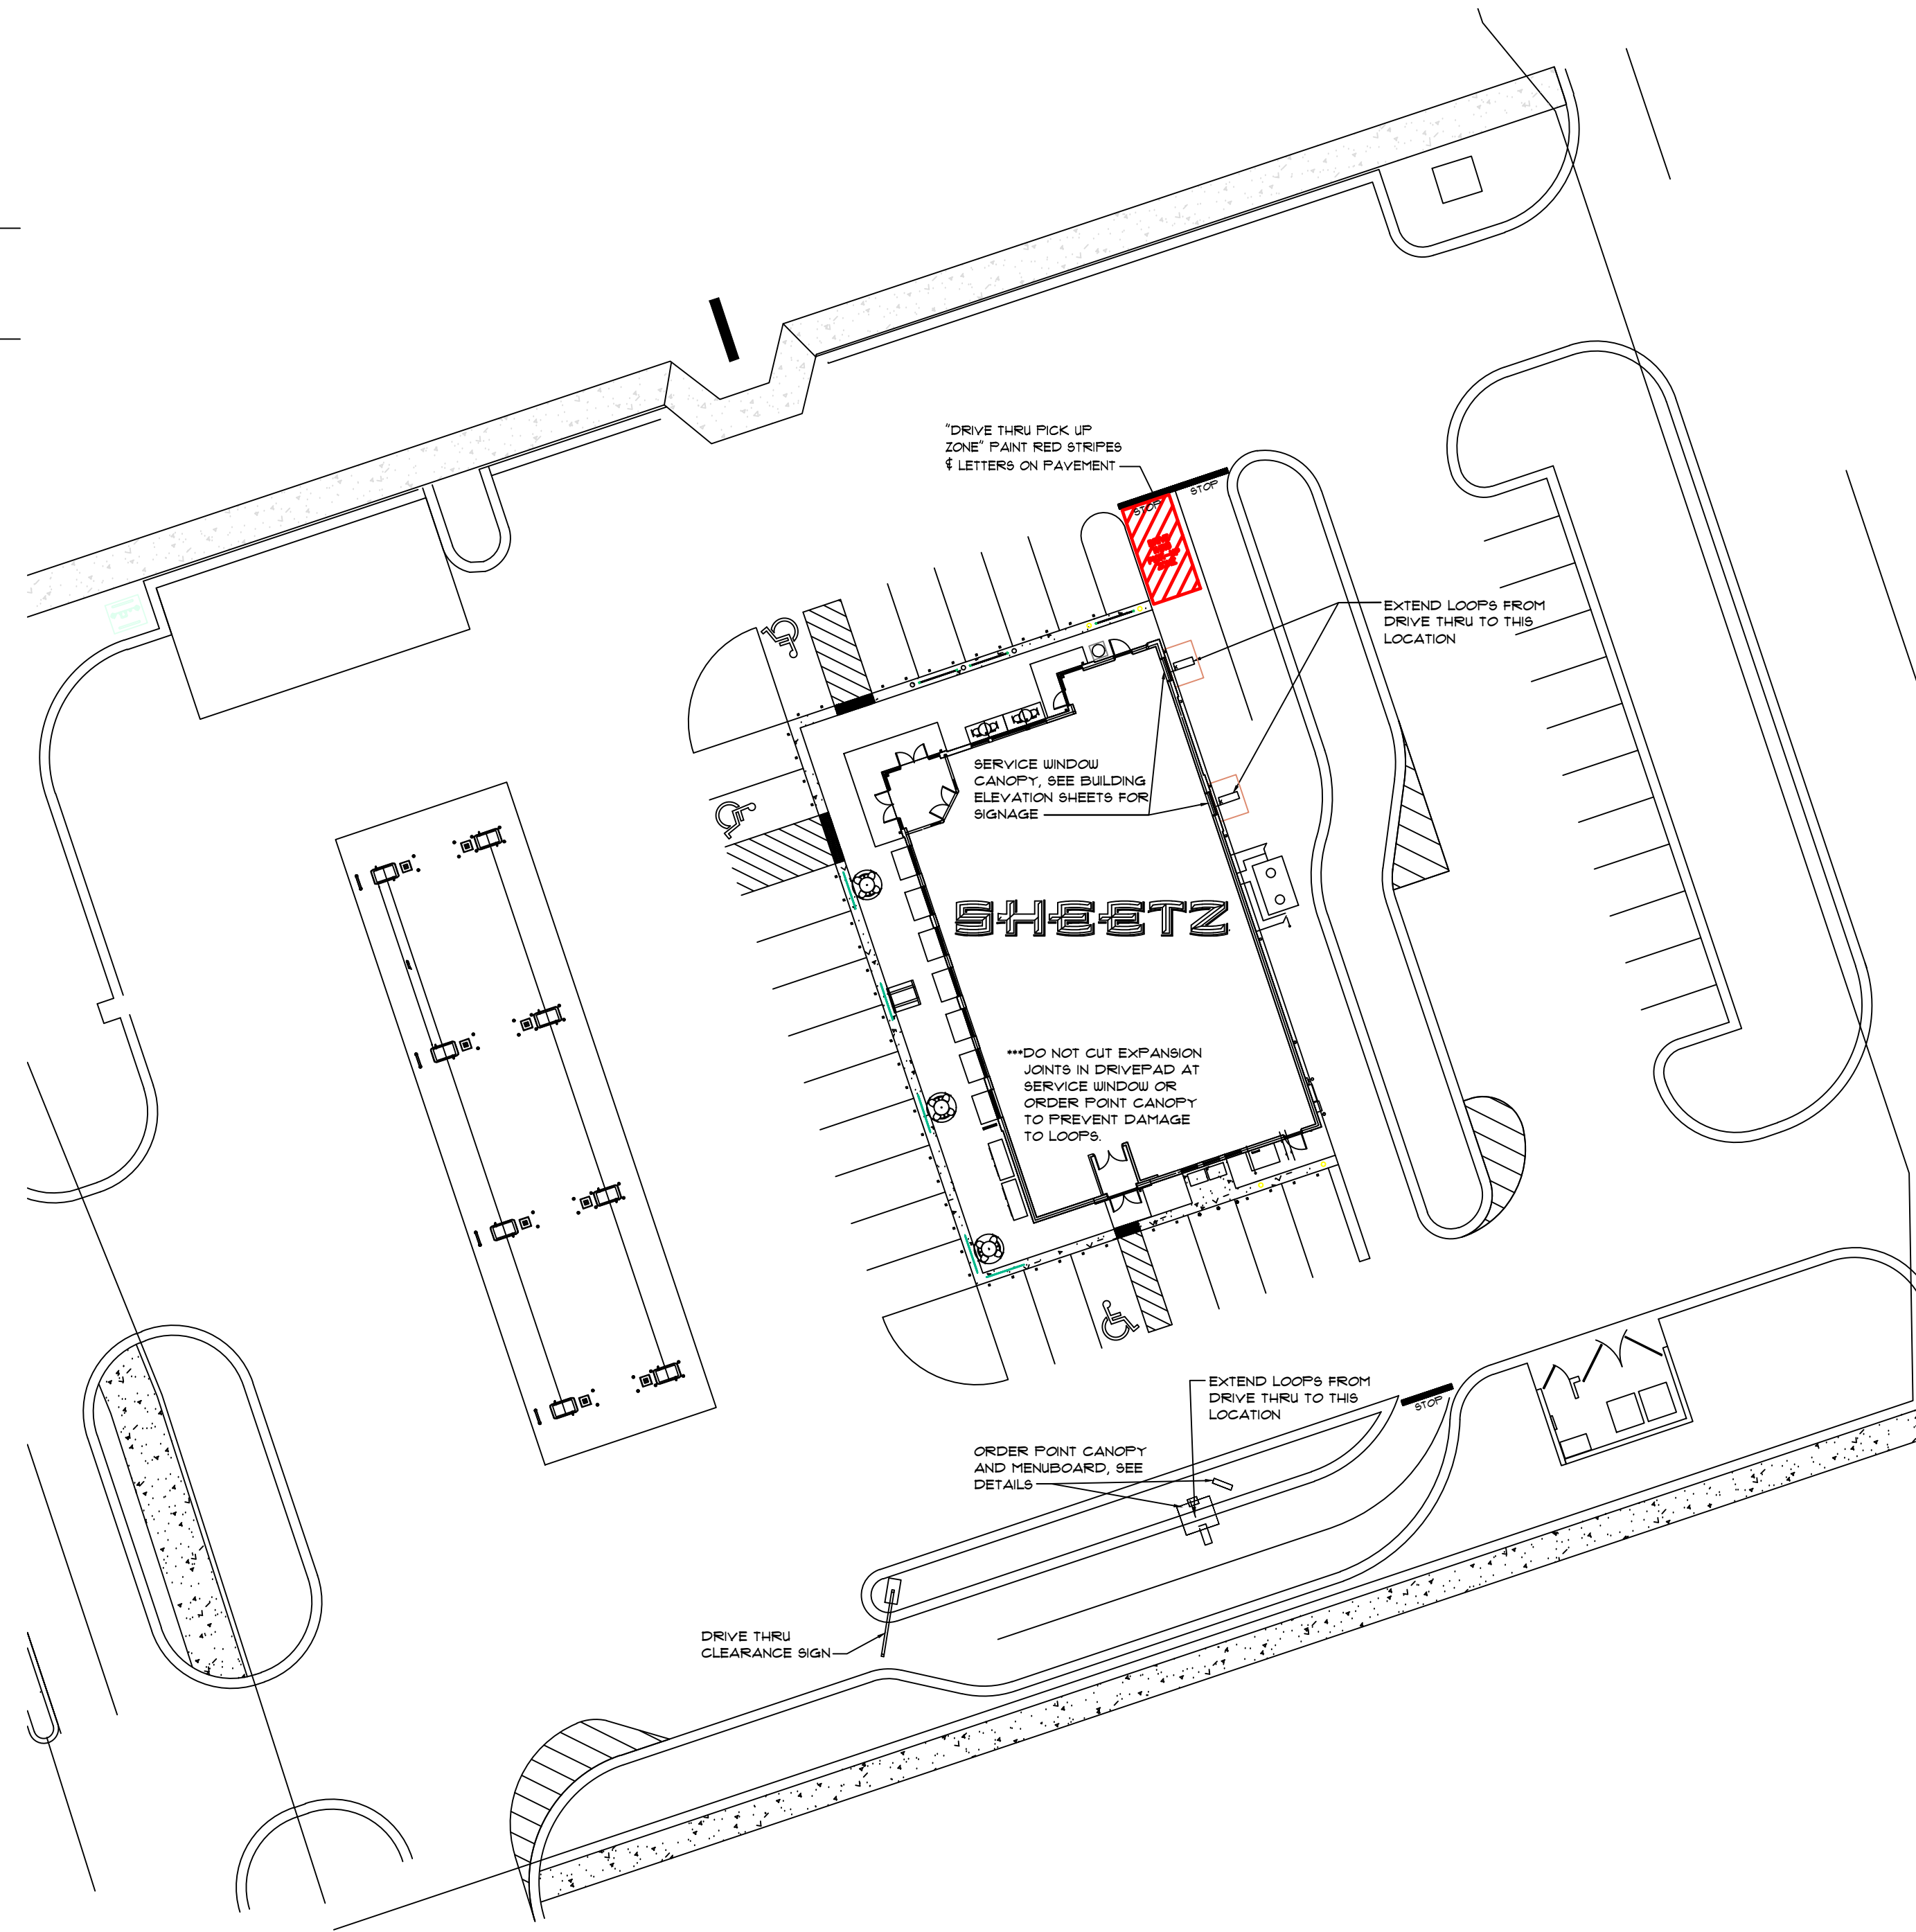 "DRIVE THRU PICK UP
ZONE" PAINT RED STRIPES
& LETTERS ON PAVEMENT
STOP
STOP
EXTEND LOOPS FROM
DRIVE THRU TO THIS
LOCATION
SERVICE WINDOW
CANOPY, SEE BUILDING
ELEVATION SHEETS FOR
SIGNAGE
SHEETZ
***DO NOT CUT EXPANSION
JOINTS IN DRIVEPAD AT
SERVICE WINDOW OR
ORDER POINT CANOPY
TO PREVENT DAMAGE
TO LOOPS.
EXTEND LOOPS FROM
DRIVE THRU TO THIS
LOCATION
STOP
ORDER POINT CANOPY
AND MENUBOARD, SEE
DETAILS
DRIVE THRU
CLEARANCE SIGN